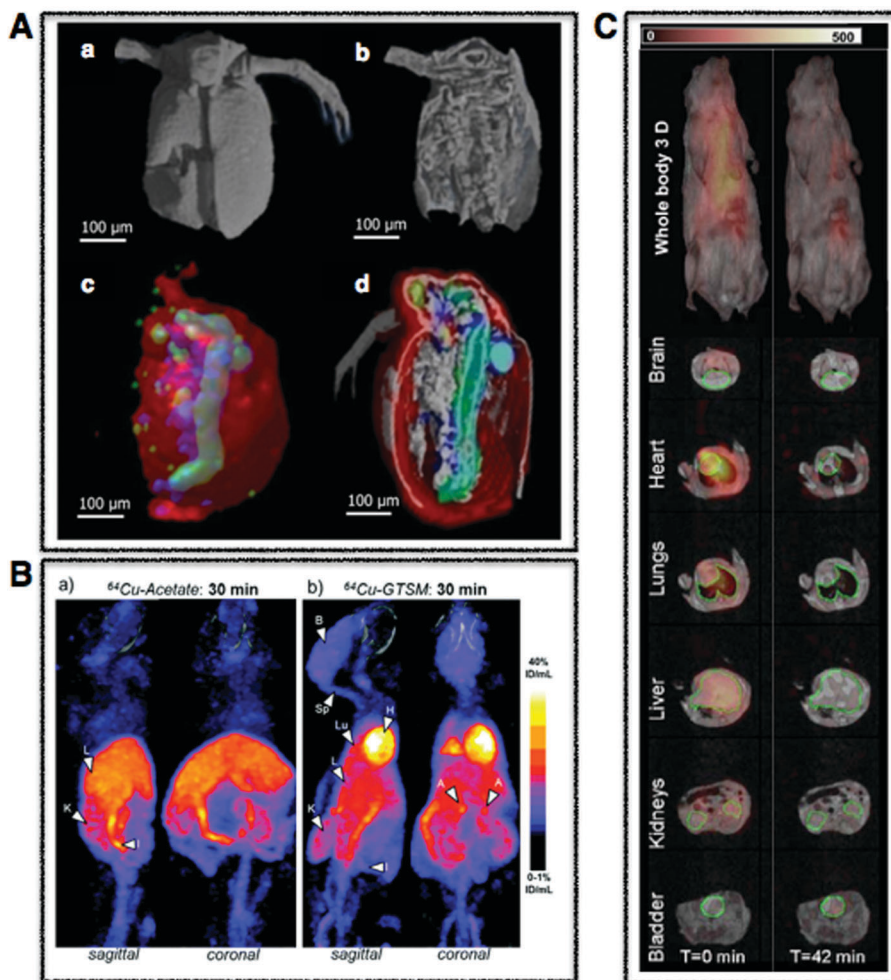 A
a
b
100 µm
100 µm
c
d
100 µm
100 µm
B
a)
⁶⁴Cu-Acetate: 30 min
b)
⁶⁴Cu-GTSM: 30 min
L
K
I
B
Sp
Lu
H
L
K
I
A
A
40%
ID/mL
0-1%
ID/mL
sagittal
coronal
sagittal
coronal
C
0
500
Whole body 3 D
Brain
Heart
Lungs
Liver
Kidneys
Bladder
T=0 min
T=42 min